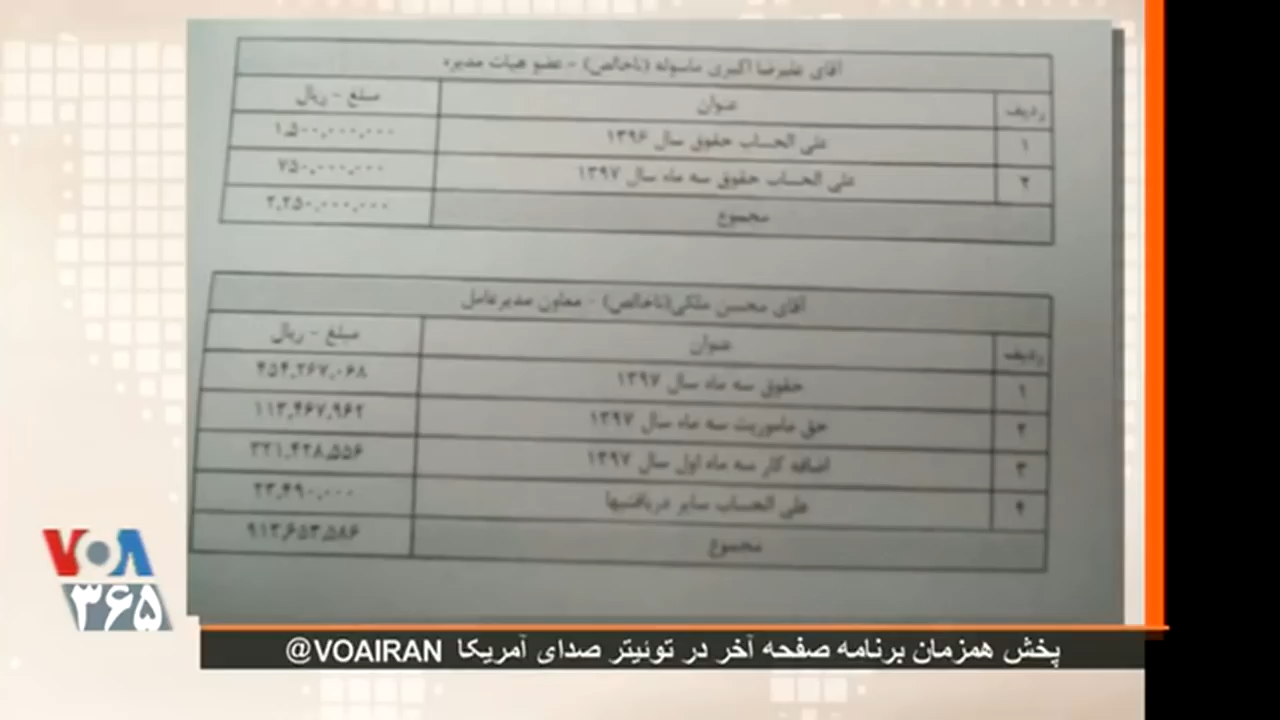 آقای علیرضا اکبری ماسوله (ناخالص) - عضو هیات مدیره
ردیف عنوان مبلغ - ریال
۱ علی الحساب حقوق سال ۱۳۹۶ ۱,۵۰۰,۰۰۰,۰۰۰
۲ علی الحساب حقوق سه ماه سال ۱۳۹۷ ۷۵۰,۰۰۰,۰۰۰
مجموع ۲,۲۵۰,۰۰۰,۰۰۰
آقای محسن ملکی(ناخالص) - معاون مدیرعامل
ردیف عنوان مبلغ - ریال
۱ حقوق سه ماه سال ۱۳۹۷ ۴۵۴,۲۶۷,۰۶۸
۲ حق ماموریت سه ماه سال ۱۳۹۷ ۱۱۳,۴۶۷,۹۶۲
۳ اضافه کار سه ماه اول سال ۱۳۹۷ ۳۲۱,۴۲۸,۵۵۶
۴ علی الحساب سایر دریافتیها ۲۳,۴۹۰,۰۰۰
مجموع ۹۱۲,۶۵۳,۵۸۶
VOA
۳۶۵
پخش همزمان برنامه صفحه آخر در توئیتر صدای آمریکا @VOAIRAN